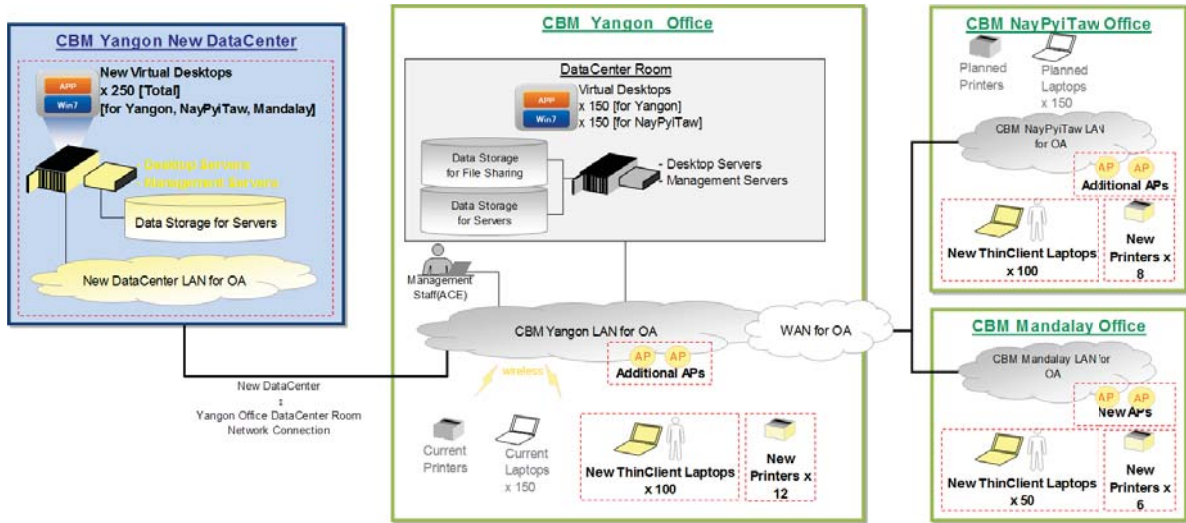 CBM Yangon New DataCenter
APP
Win7
New Virtual Desktops
x 250 [Total]
[for Yangon, NayPyiTaw, Mandalay]
- Desktop Servers
- Management Servers
Data Storage for Servers
New DataCenter LAN for OA
New DataCenter
↕
Yangon Office DataCenter Room
Network Connection
CBM Yangon Office
DataCenter Room
APP
Win7
Virtual Desktops
x 150 [for Yangon]
x 150 [for NayPyiTaw]
Data Storage
for File Sharing
Data Storage
for Servers
- Desktop Servers
- Management Servers
Management
Staff(ACE)
CBM Yangon LAN for OA
WAN for OA
AP AP
Additional APs
wireless
Current
Printers
Current
Laptops
x 150
New ThinClient Laptops
x 100
New
Printers x
12
CBM NayPyiTaw Office
Planned
Printers
Planned
Laptops
x 150
CBM NayPyiTaw LAN
for OA
AP AP
Additional APs
New ThinClient Laptops
x 100
New
Printers x
8
CBM Mandalay Office
CBM Mandalay LAN for
OA
AP AP
New APs
New ThinClient Laptops
x 50
New
Printers x
6